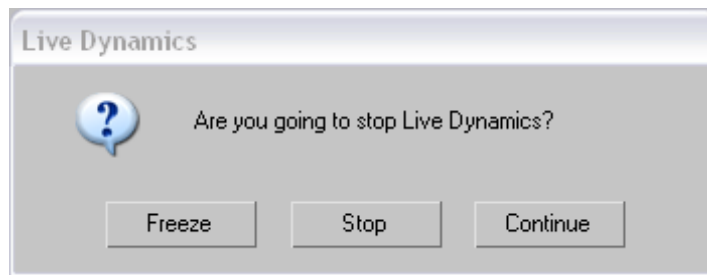 Live Dynamics
Are you going to stop Live Dynamics?
Freeze Stop Continue